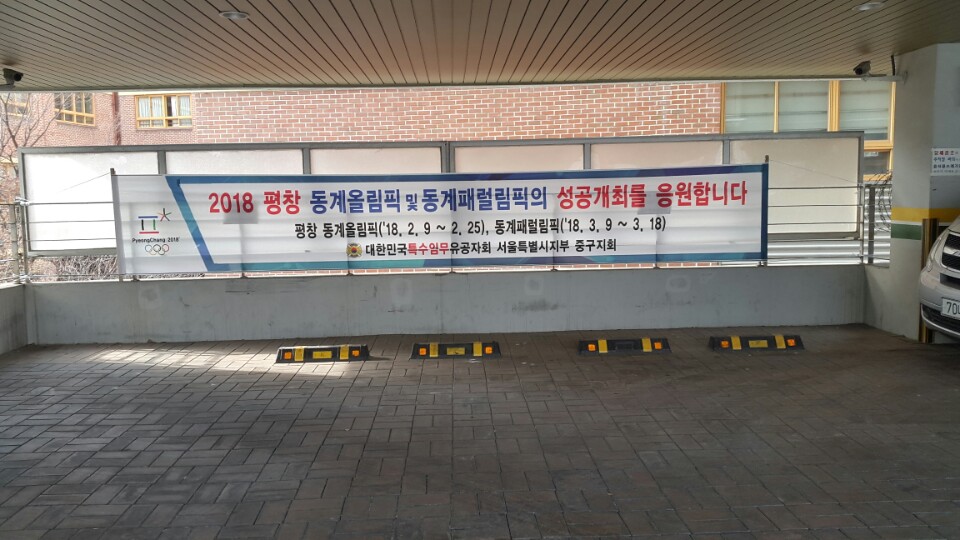 2018 평창 동계올림픽 및 동계패럴림픽의 성공개최를 응원합니다
평창 동계올림픽('18, 2, 9 ~ 2, 25), 동계패럴림픽('18, 3, 9 ~ 3, 18)
대한민국특수임무유공자회 서울특별시지부 중구지회
PyeongChang 2018
70